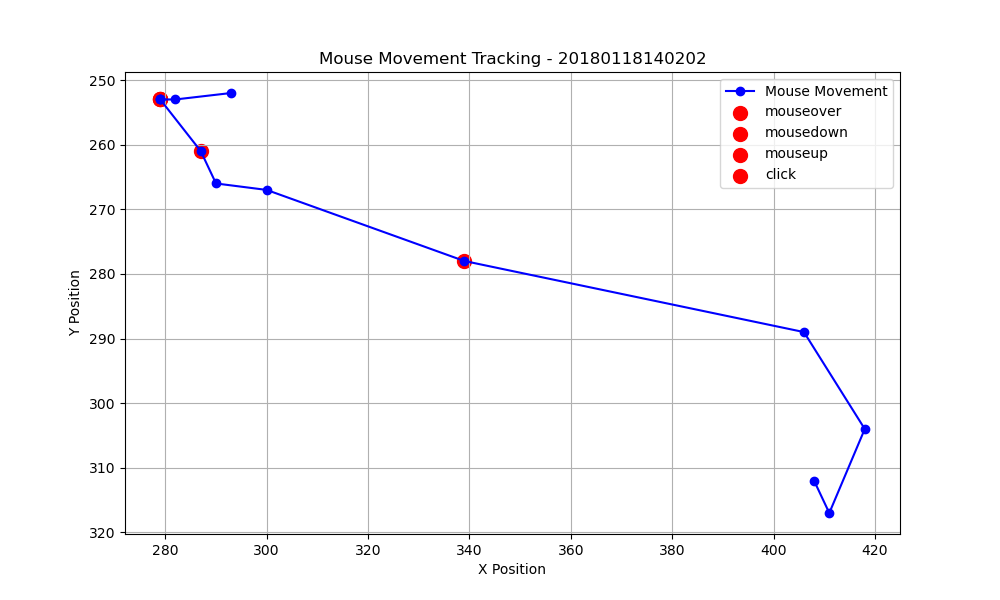 Mouse Movement Tracking - 20180118140202
Mouse Movement
mouseover
mousedown
mouseup
click
Y Position
250
260
270
280
290
300
310
320
280 300 320 340 360 380 400 420
X Position